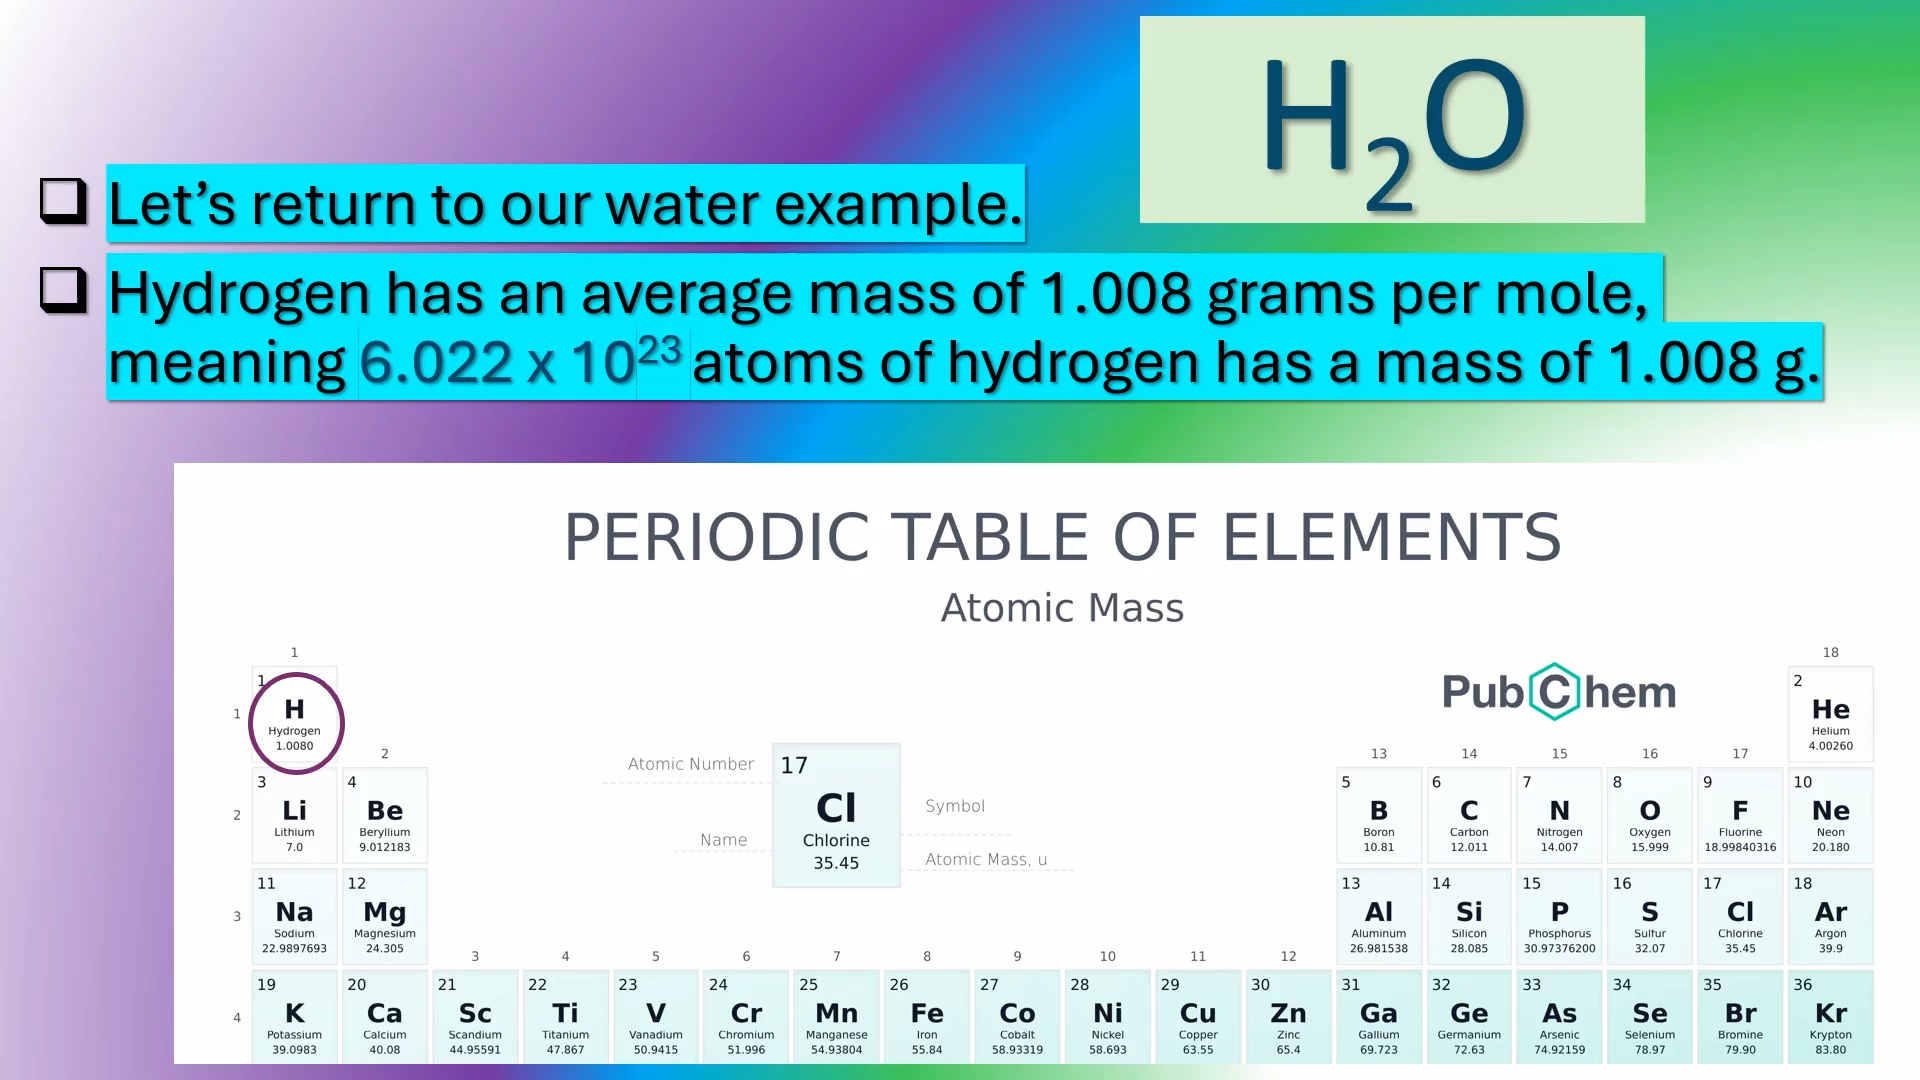 H₂O
Let’s return to our water example.
Hydrogen has an average mass of 1.008 grams per mole,
meaning 6.022 x 10²³ atoms of hydrogen has a mass of 1.008 g.
PERIODIC TABLE OF ELEMENTS
Atomic Mass
1 18
PubChem
1 1 H Hydrogen 1.0080
2 He Helium 4.00260
2 13 14 15 16 17
Atomic Number
17 Cl Chlorine 35.45
Symbol
Name
Atomic Mass, u
2 3 Li Lithium 7.0
4 Be Beryllium 9.012183
5 B Boron 10.81
6 C Carbon 12.011
7 N Nitrogen 14.007
8 O Oxygen 15.999
9 F Fluorine 18.99840316
10 Ne Neon 20.180
3 11 Na Sodium 22.9897693
12 Mg Magnesium 24.305
13 Al Aluminum 26.981538
14 Si Silicon 28.085
15 P Phosphorus 30.97376200
16 S Sulfur 32.07
17 Cl Chlorine 35.45
18 Ar Argon 39.9
3 4 5 6 7 8 9 10 11 12
4 19 K Potassium 39.0983
20 Ca Calcium 40.08
21 Sc Scandium 44.95591
22 Ti Titanium 47.867
23 V Vanadium 50.9415
24 Cr Chromium 51.996
25 Mn Manganese 54.93804
26 Fe Iron 55.84
27 Co Cobalt 58.93319
28 Ni Nickel 58.693
29 Cu Copper 63.55
30 Zn Zinc 65.4
31 Ga Gallium 69.723
32 Ge Germanium 72.63
33 As Arsenic 74.92159
34 Se Selenium 78.97
35 Br Bromine 79.90
36 Kr Krypton 83.80